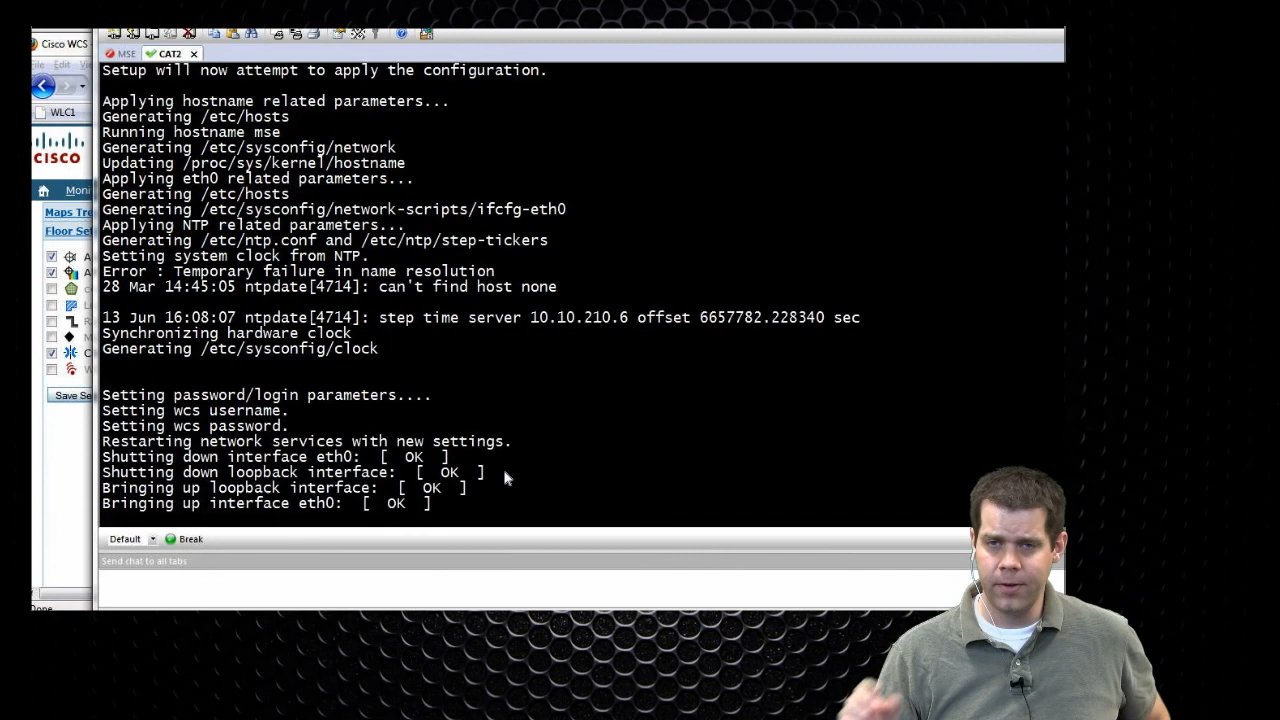 Cisco WCS
MSE
CAT2
File
Edit
WLC1
CISCO
Moni
Maps Tre
Floor Set
Save Se
Done
Setup will now attempt to apply the configuration.
Applying hostname related parameters...
Generating /etc/hosts
Running hostname mse
Generating /etc/sysconfig/network
Updating /proc/sys/kernel/hostname
Applying eth0 related parameters...
Generating /etc/hosts
Generating /etc/sysconfig/network-scripts/ifcfg-eth0
Applying NTP related parameters...
Generating /etc/ntp.conf and /etc/ntp/step-tickers
Setting system clock from NTP.
Error : Temporary failure in name resolution
28 Mar 14:45:05 ntpdate[4714]: can't find host none
13 Jun 16:08:07 ntpdate[4714]: step time server 10.10.210.6 offset 6657782.228340 sec
Synchronizing hardware clock
Generating /etc/sysconfig/clock
Setting password/login parameters....
Setting wcs username.
Setting wcs password.
Restarting network services with new settings.
Shutting down interface eth0: [ OK ]
Shutting down loopback interface: [ OK ]
Bringing up loopback interface: [ OK ]
Bringing up interface eth0: [ OK ]
Default
Break
Send chat to all tabs